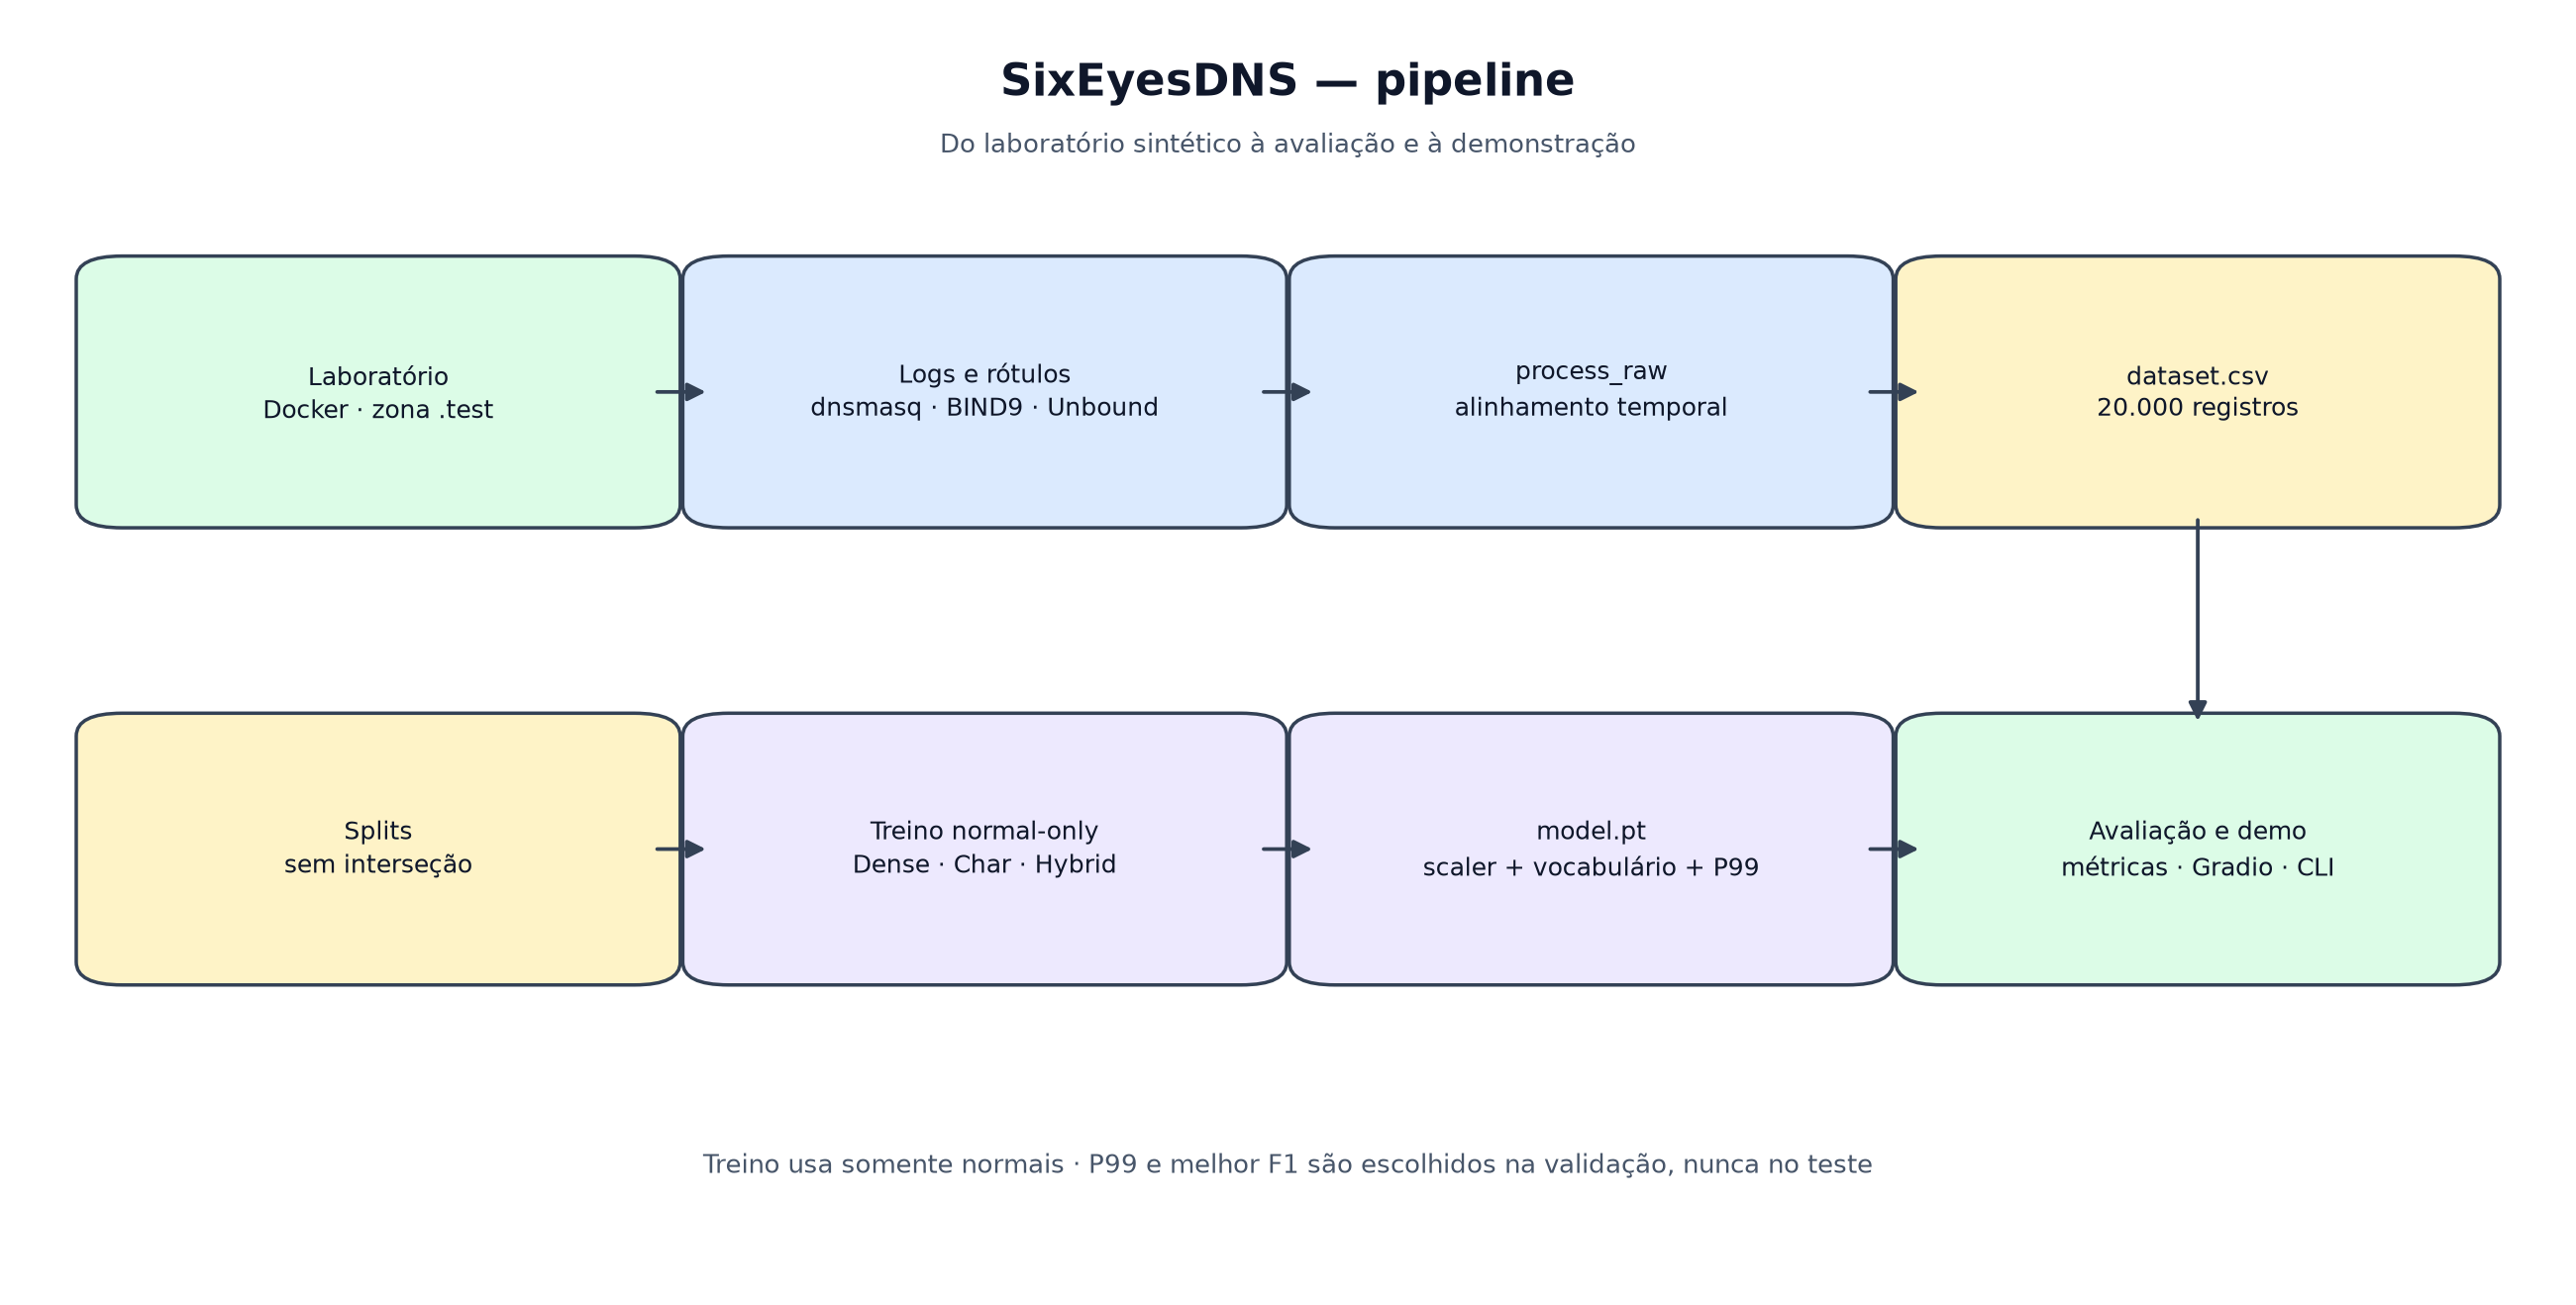 SixEyesDNS — pipeline
Do laboratório sintético à avaliação e à demonstração
Laboratório
Docker · zona .test
Logs e rótulos
dnsmasq · BIND9 · Unbound
process_raw
alinhamento temporal
dataset.csv
20.000 registros
Splits
sem interseção
Treino normal-only
Dense · Char · Hybrid
model.pt
scaler + vocabulário + P99
Avaliação e demo
métricas · Gradio · CLI
Treino usa somente normais · P99 e melhor F1 são escolhidos na validação, nunca no teste